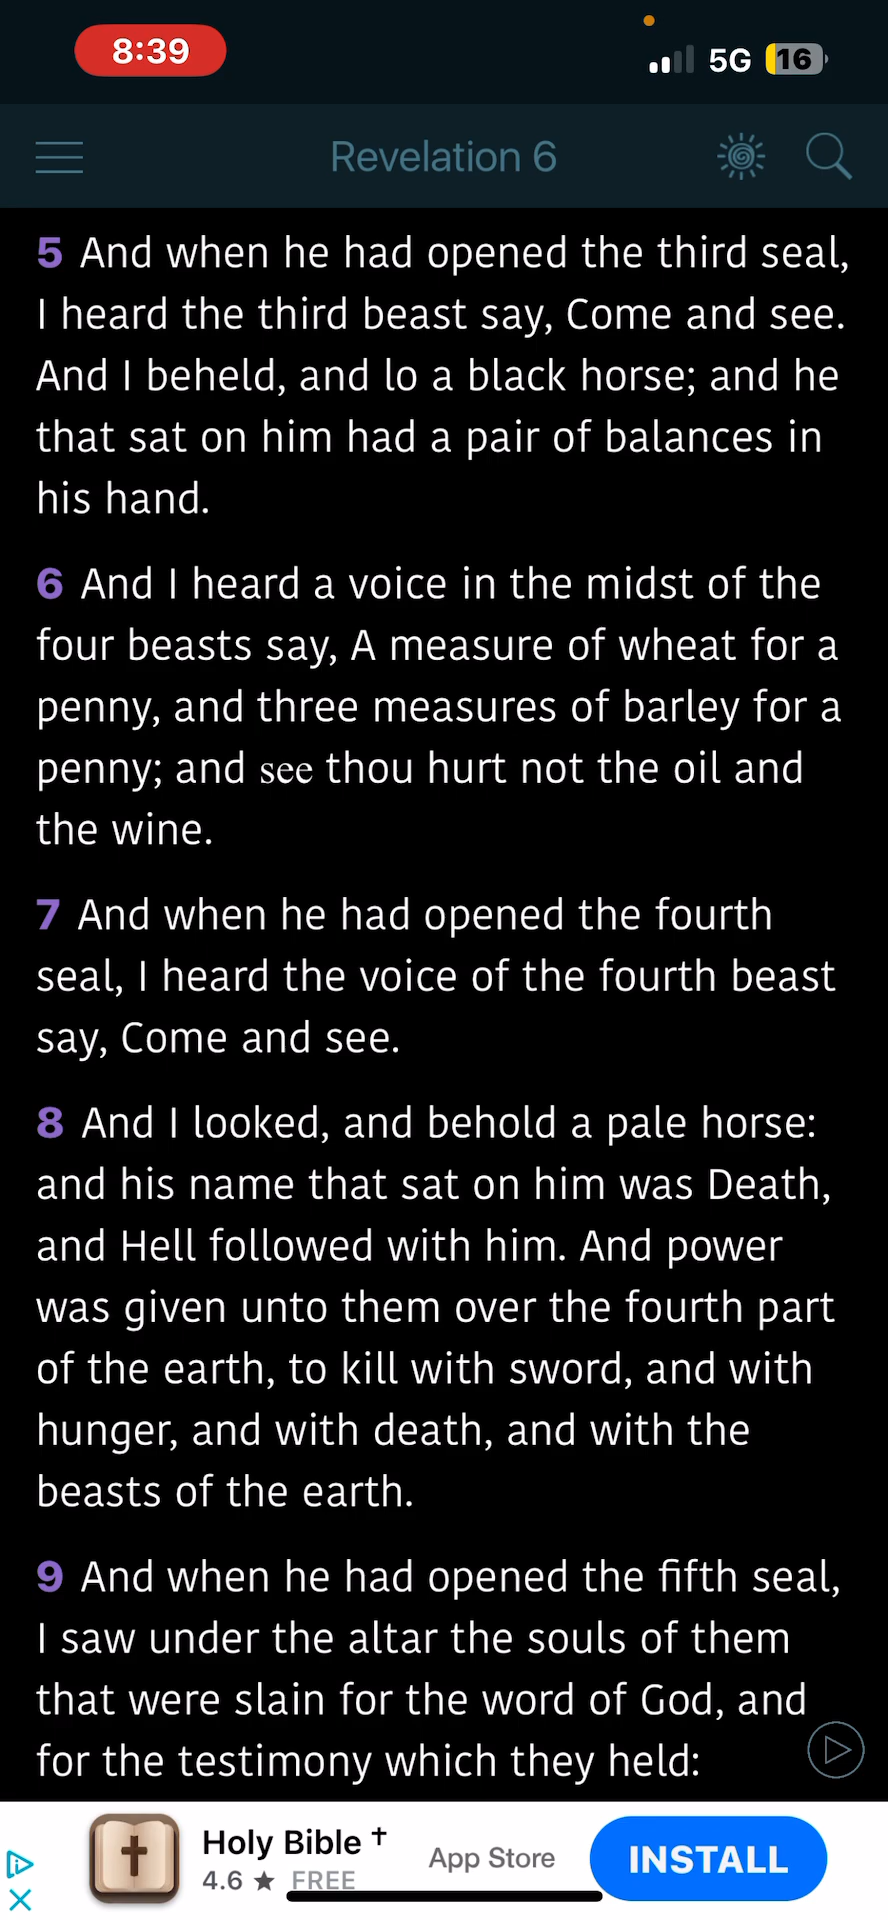 8:39
5G 16
Revelation 6
5 And when he had opened the third seal,
I heard the third beast say, Come and see.
And I beheld, and lo a black horse; and he
that sat on him had a pair of balances in
his hand.
6 And I heard a voice in the midst of the
four beasts say, A measure of wheat for a
penny, and three measures of barley for a
penny; and see thou hurt not the oil and
the wine.
7 And when he had opened the fourth
seal, I heard the voice of the fourth beast
say, Come and see.
8 And I looked, and behold a pale horse:
and his name that sat on him was Death,
and Hell followed with him. And power
was given unto them over the fourth part
of the earth, to kill with sword, and with
hunger, and with death, and with the
beasts of the earth.
9 And when he had opened the fifth seal,
I saw under the altar the souls of them
that were slain for the word of God, and
for the testimony which they held:
Holy Bible ✝
4.6 ★ FREE
App Store
INSTALL